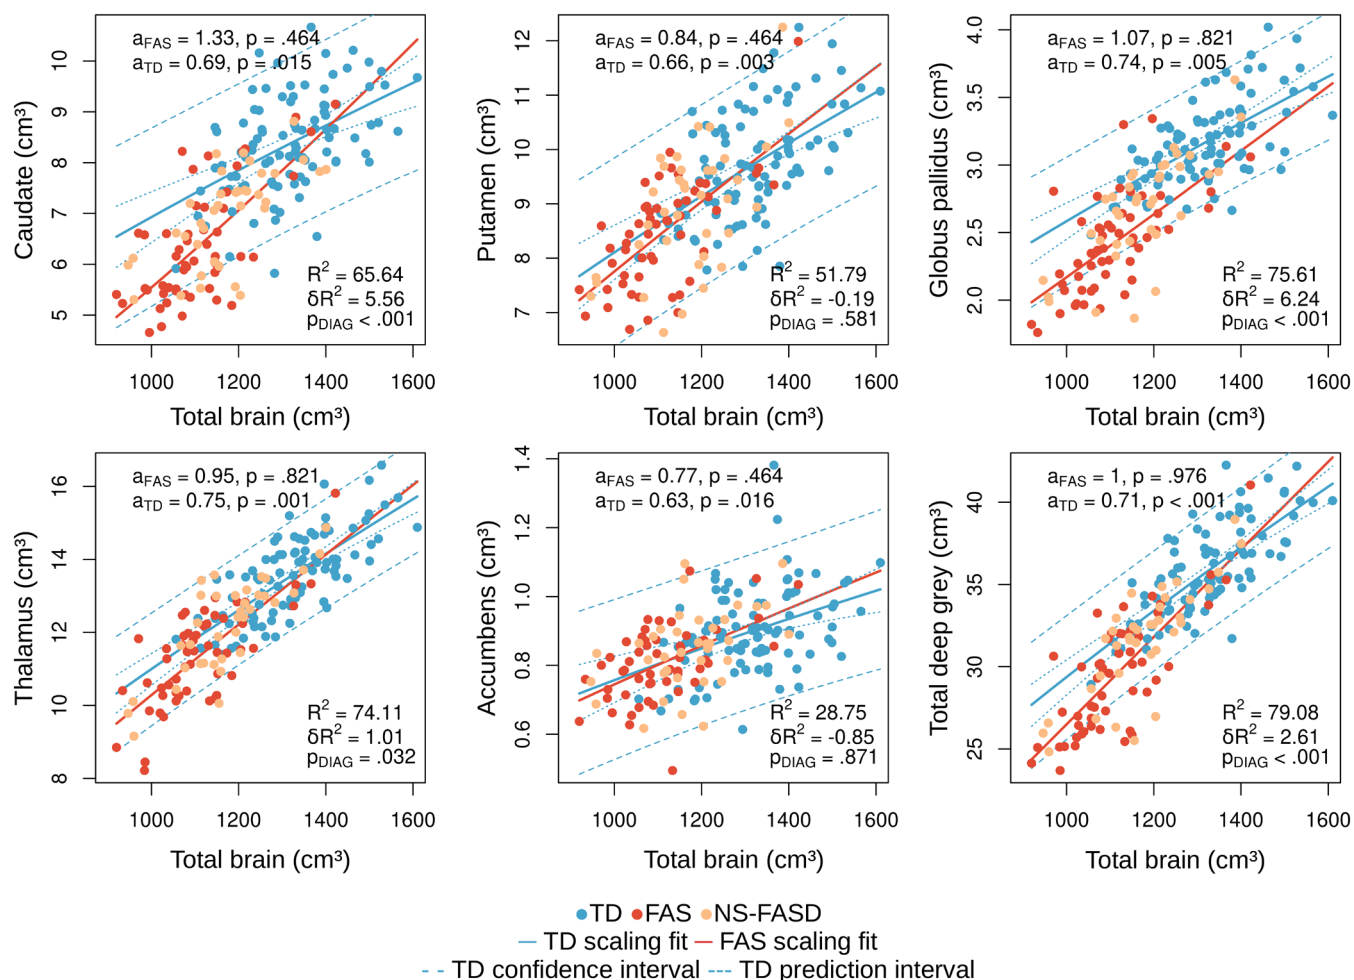 a_FAS = 1.33, p = .464
a_TD = 0.69, p = .015
10
9
8
7
6
5
Caudate (cm³)
R² = 65.64
δR² = 5.56
p_DIAG < .001
1000 1200 1400 1600
Total brain (cm³)
a_FAS = 0.84, p = .464
a_TD = 0.66, p = .003
12
11
10
9
8
7
Putamen (cm³)
R² = 51.79
δR² = -0.19
p_DIAG = .581
1000 1200 1400 1600
Total brain (cm³)
a_FAS = 1.07, p = .821
a_TD = 0.74, p = .005
4.0
3.5
3.0
2.5
2.0
Globus pallidus (cm³)
R² = 75.61
δR² = 6.24
p_DIAG < .001
1000 1200 1400 1600
Total brain (cm³)
a_FAS = 0.95, p = .821
a_TD = 0.75, p = .001
16
14
12
10
8
Thalamus (cm³)
R² = 74.11
δR² = 1.01
p_DIAG = .032
1000 1200 1400 1600
Total brain (cm³)
a_FAS = 0.77, p = .464
a_TD = 0.63, p = .016
1.4
1.2
1.0
0.8
0.6
Accumbens (cm³)
R² = 28.75
δR² = -0.85
p_DIAG = .871
1000 1200 1400 1600
Total brain (cm³)
a_FAS = 1, p = .976
a_TD = 0.71, p < .001
40
35
30
25
Total deep grey (cm³)
R² = 79.08
δR² = 2.61
p_DIAG < .001
1000 1200 1400 1600
Total brain (cm³)
TD FAS NS-FASD
TD scaling fit FAS scaling fit
TD confidence interval TD prediction interval